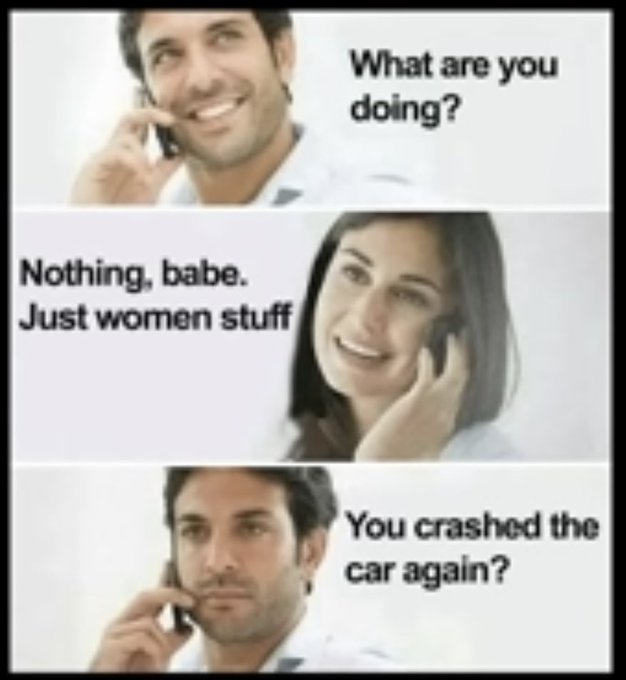 What are you
doing?
Nothing, babe.
Just women stuff
You crashed the
car again?